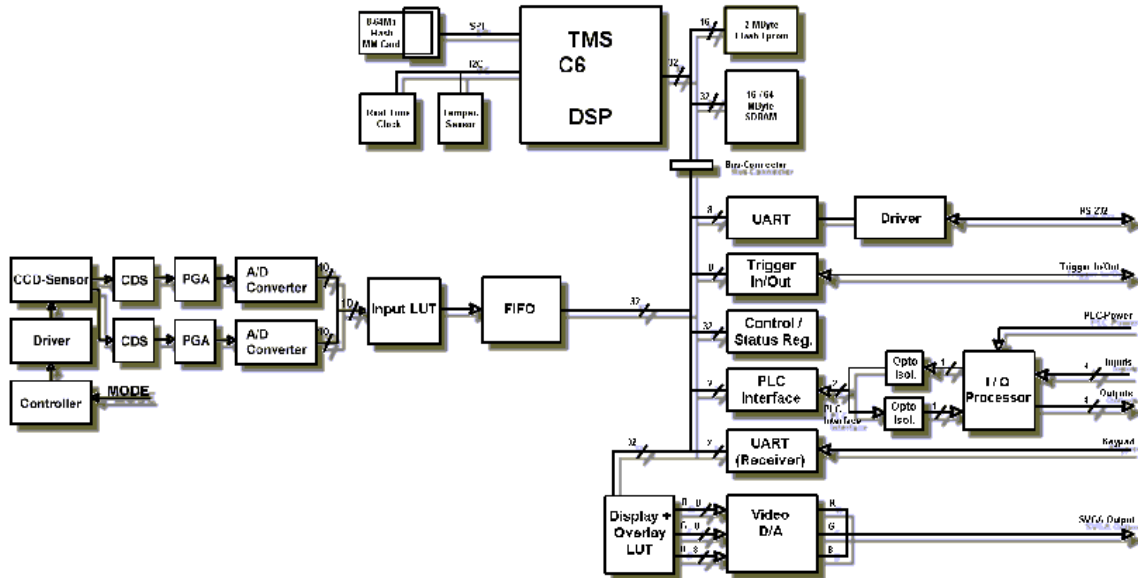 Flash
MM Card
SPI
I2C
Real Time
Clock
Temper.
Sensor
TMS
C6
DSP
32
16
2 MByte
Flash Eprom
32
16 / 64
MByte
SDRAM
Bus-Connector
8
UART
Driver
RS 232
Trigger
In/Out
Trigger In/Out
32
Control /
Status Reg.
PLC
Interface
2
PLC
Interface
Opto
Isol.
1
Opto
Isol.
1
I / O
Processor
PLC-Power
4
Inputs
4
Outputs
UART
(Receiver)
Keypad
CCD-Sensor
CDS
PGA
A/D
Converter
10
CDS
PGA
A/D
Converter
10
10
Input LUT
FIFO
32
Driver
Controller
MODE
32
Display +
Overlay
LUT
G
8
Video
D/A
R
G
B
SVGA Output